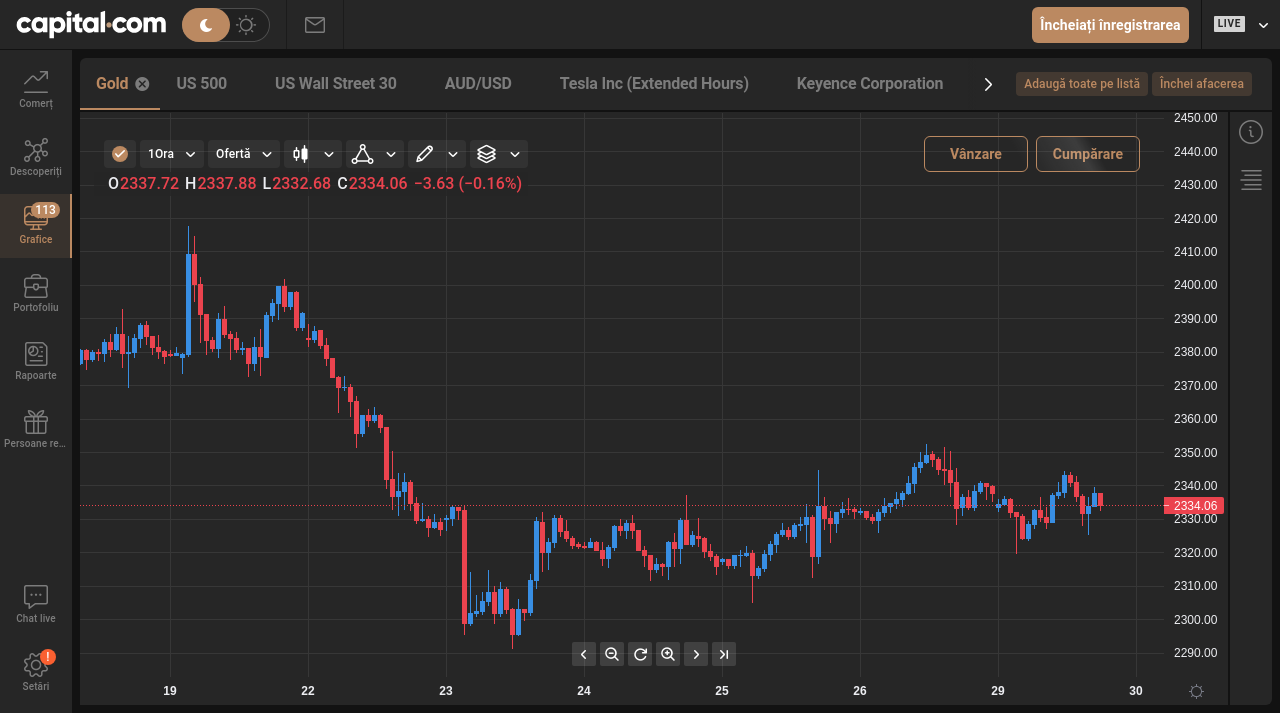 capital.com
Încheiați înregistrarea
LIVE
Comerț
Descoperiți
113
Grafice
Portofoliu
Rapoarte
Persoane re...
Chat live
!
Setări
Gold
US 500
US Wall Street 30
AUD/USD
Tesla Inc (Extended Hours)
Keyence Corporation
Adaugă toate pe listă
Închei afacerea
1Ora
Ofertă
Vânzare
Cumpărare
O2337.72 H2337.88 L2332.68 C2334.06 −3.63 (−0.16%)
2450.00
2440.00
2430.00
2420.00
2410.00
2400.00
2390.00
2380.00
2370.00
2360.00
2350.00
2340.00
2334.06
2330.00
2320.00
2310.00
2300.00
2290.00
19 22 23 24 25 26 29 30